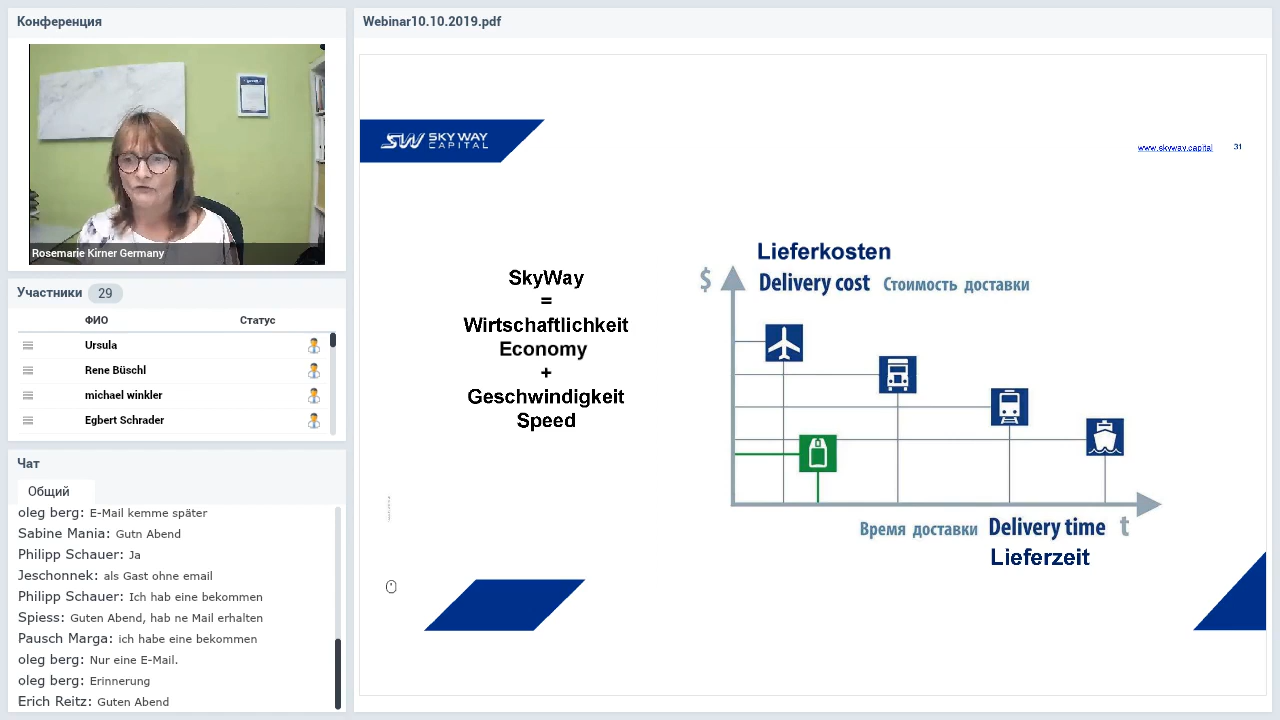 Конференция
Rosemarie Kirner Germany
Участники 29
ФИО Статус
Ursula
Rene Büschl
michael winkler
Egbert Schrader
Чат
Общий
oleg berg: E-Mail kemme später
Sabine Mania: Gutn Abend
Philipp Schauer: Ja
Jeschonnek: als Gast ohne email
Philipp Schauer: Ich hab eine bekommen
Spiess: Guten Abend, hab ne Mail erhalten
Pausch Marga: ich habe eine bekommen
oleg berg: Nur eine E-Mail.
oleg berg: Erinnerung
Erich Reitz: Guten Abend
Webinar10.10.2019.pdf
SW SKY WAY
CAPITAL
www.skyway.capital 31
SkyWay
=
Wirtschaftlichkeit
Economy
+
Geschwindigkeit
Speed
Lieferkosten
$ Delivery cost Стоимость доставки
Время доставки Delivery time t
Lieferzeit